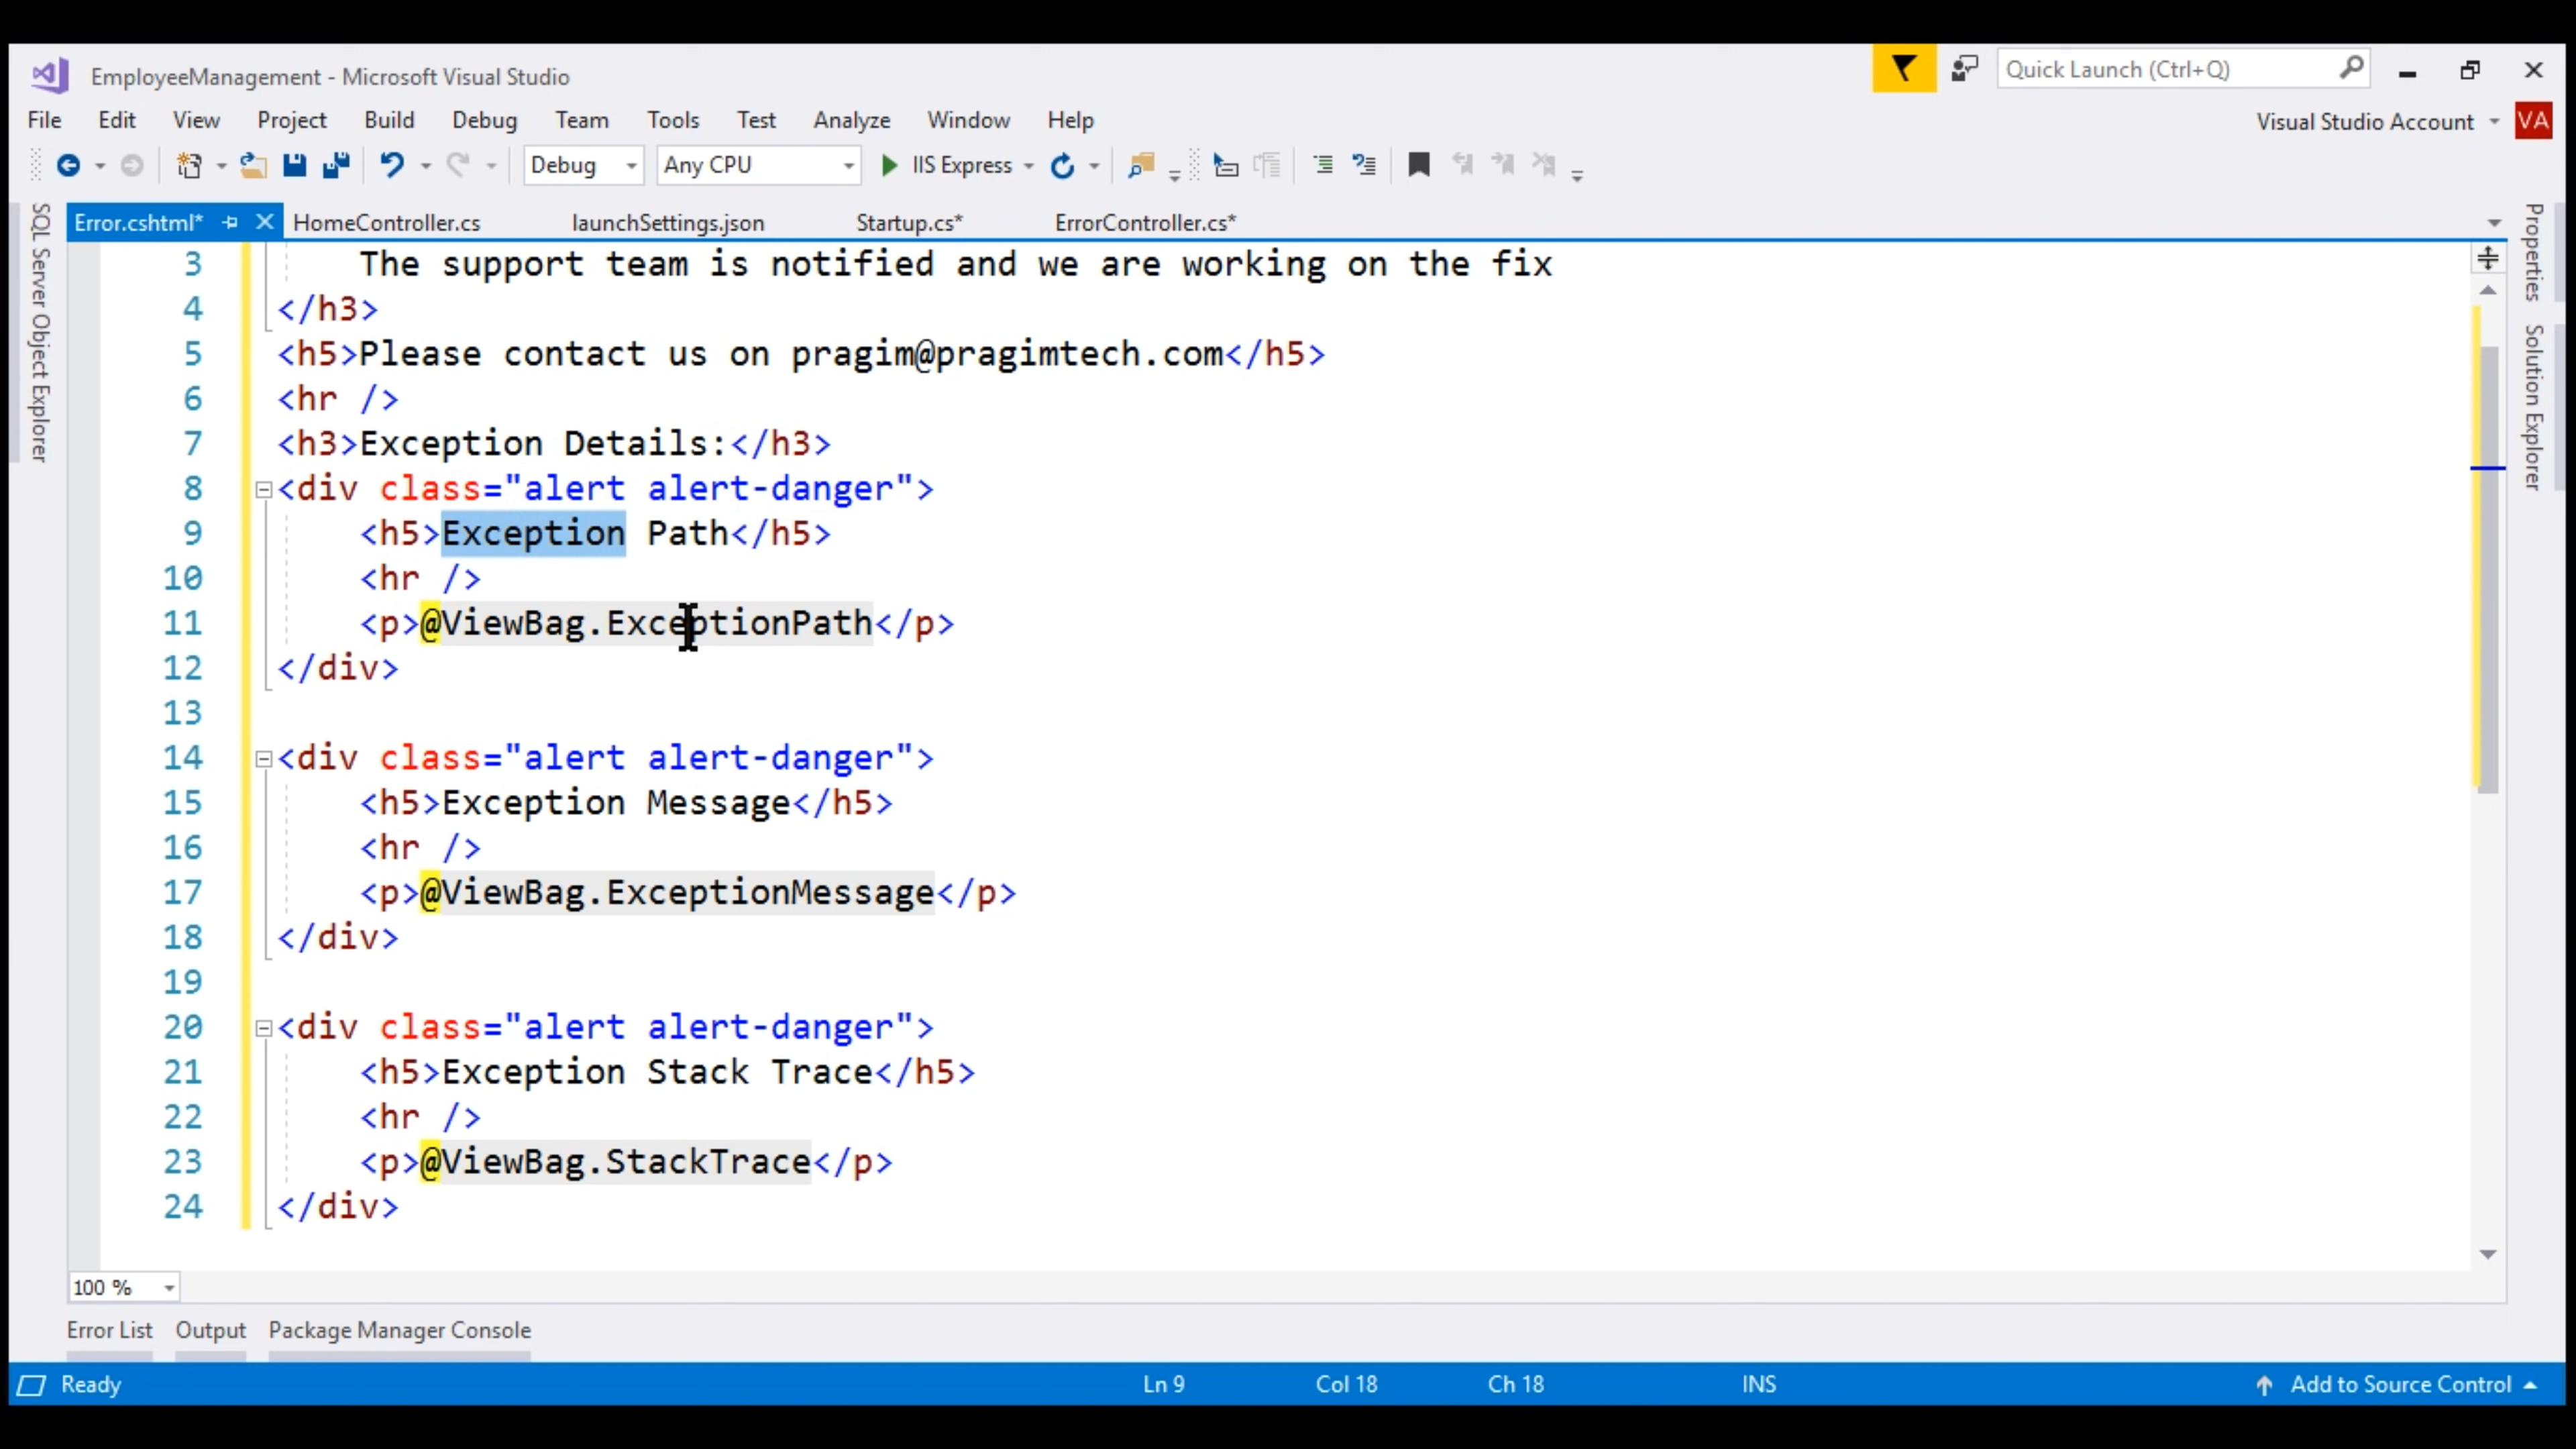 EmployeeManagement - Microsoft Visual Studio
Quick Launch (Ctrl+Q)
File Edit View Project Build Debug Team Tools Test Analyze Window Help
Visual Studio Account VA
Debug Any CPU IIS Express
Error.cshtml* HomeController.cs launchSettings.json Startup.cs* ErrorController.cs*
SQL Server Object Explorer
Properties
Solution Explorer
3 The support team is notified and we are working on the fix
4 </h3>
5 <h5>Please contact us on pragim@pragimtech.com</h5>
6 <hr />
7 <h3>Exception Details:</h3>
8 <div class="alert alert-danger">
9 <h5>Exception Path</h5>
10 <hr />
11 <p>@ViewBag.ExceptionPath</p>
12 </div>
13
14 <div class="alert alert-danger">
15 <h5>Exception Message</h5>
16 <hr />
17 <p>@ViewBag.ExceptionMessage</p>
18 </div>
19
20 <div class="alert alert-danger">
21 <h5>Exception Stack Trace</h5>
22 <hr />
23 <p>@ViewBag.StackTrace</p>
24 </div>
100 %
Error List Output Package Manager Console
Ready Ln 9 Col 18 Ch 18 INS Add to Source Control